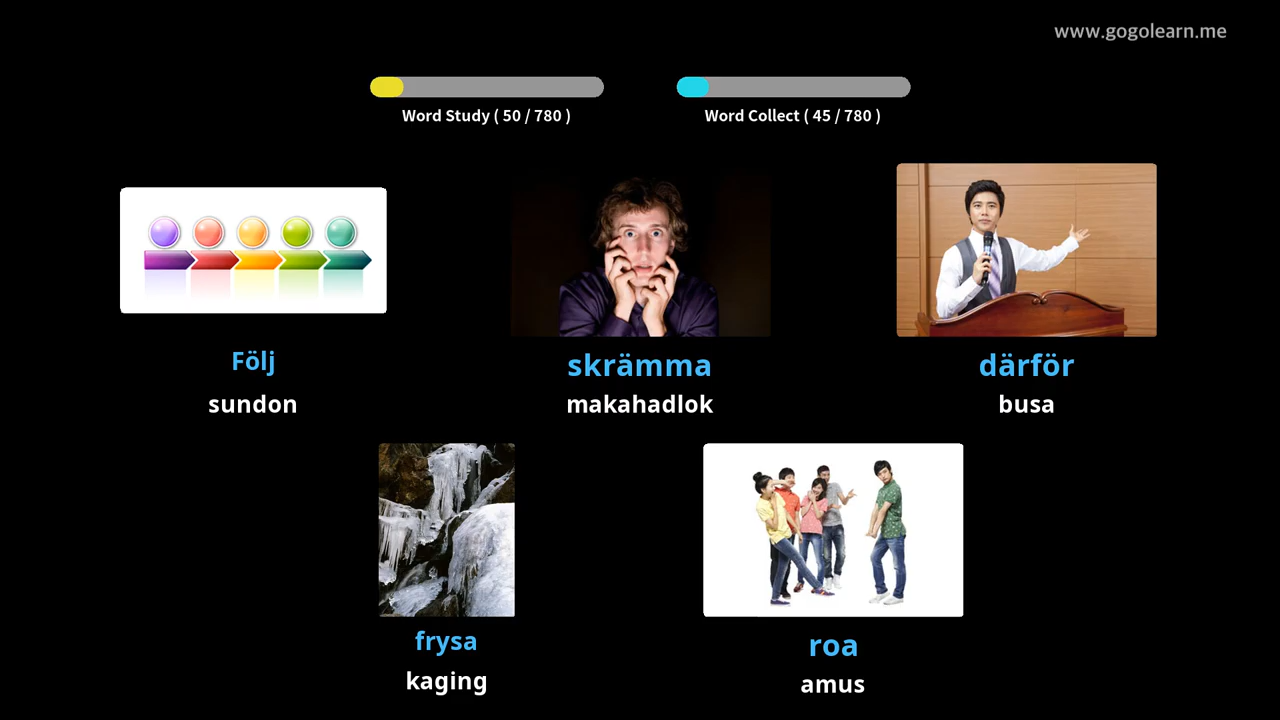 www.gogolearn.me
Word Study ( 50 / 780 )
Word Collect ( 45 / 780 )
Följ
sundon
skrämma
makahadlok
därför
busa
frysa
kaging
roa
amus